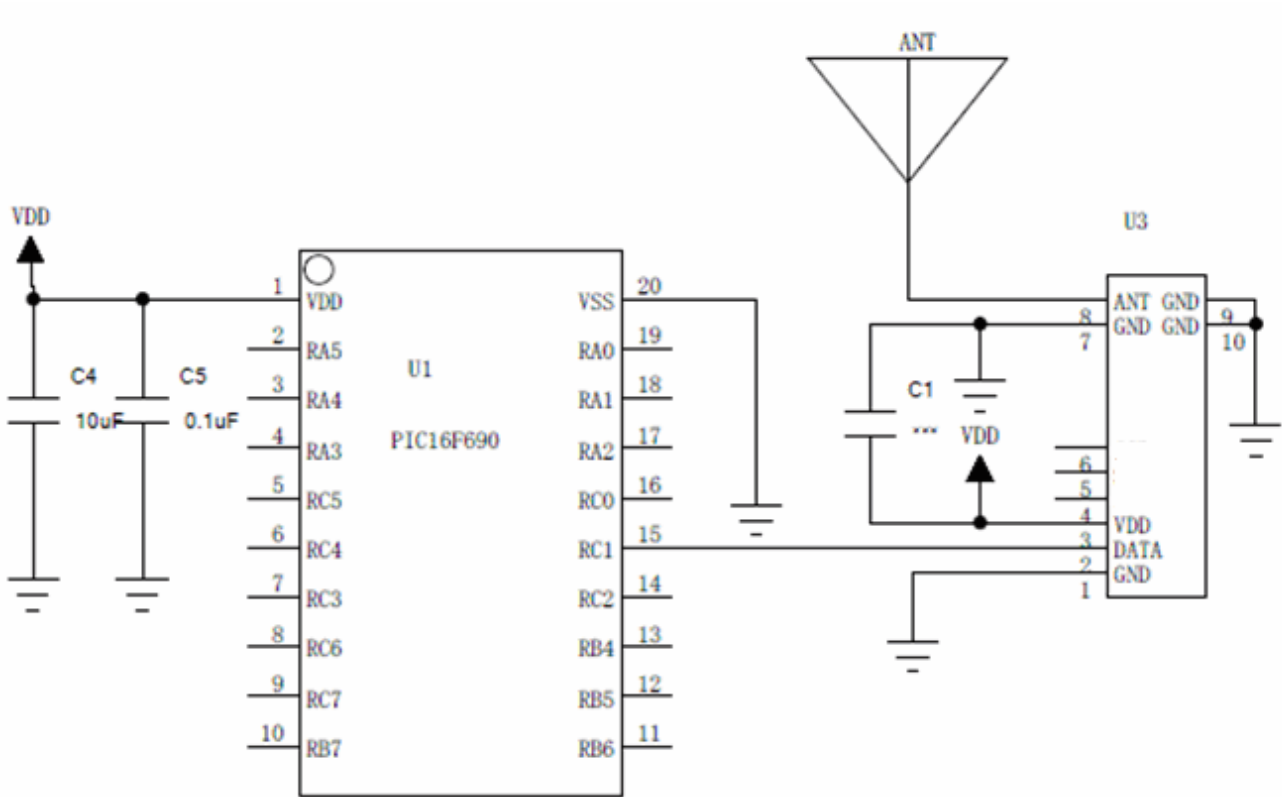 ANT
U3
VDD
1
VDD
VSS
20
ANT GND
8
GND GND
9
7
10
2
RA5
RA0
19
U1
C4
C5
3
RA4
RA1
18
C1
10uF
0.1uF
PIC16F690
VDD
4
RA3
RA2
17
6
5
RC5
RC0
16
5
4
VDD
6
RC4
RC1
15
3
DATA
2
GND
7
RC3
RC2
14
1
8
RC6
RB4
13
9
RC7
RB5
12
10
RB7
RB6
11